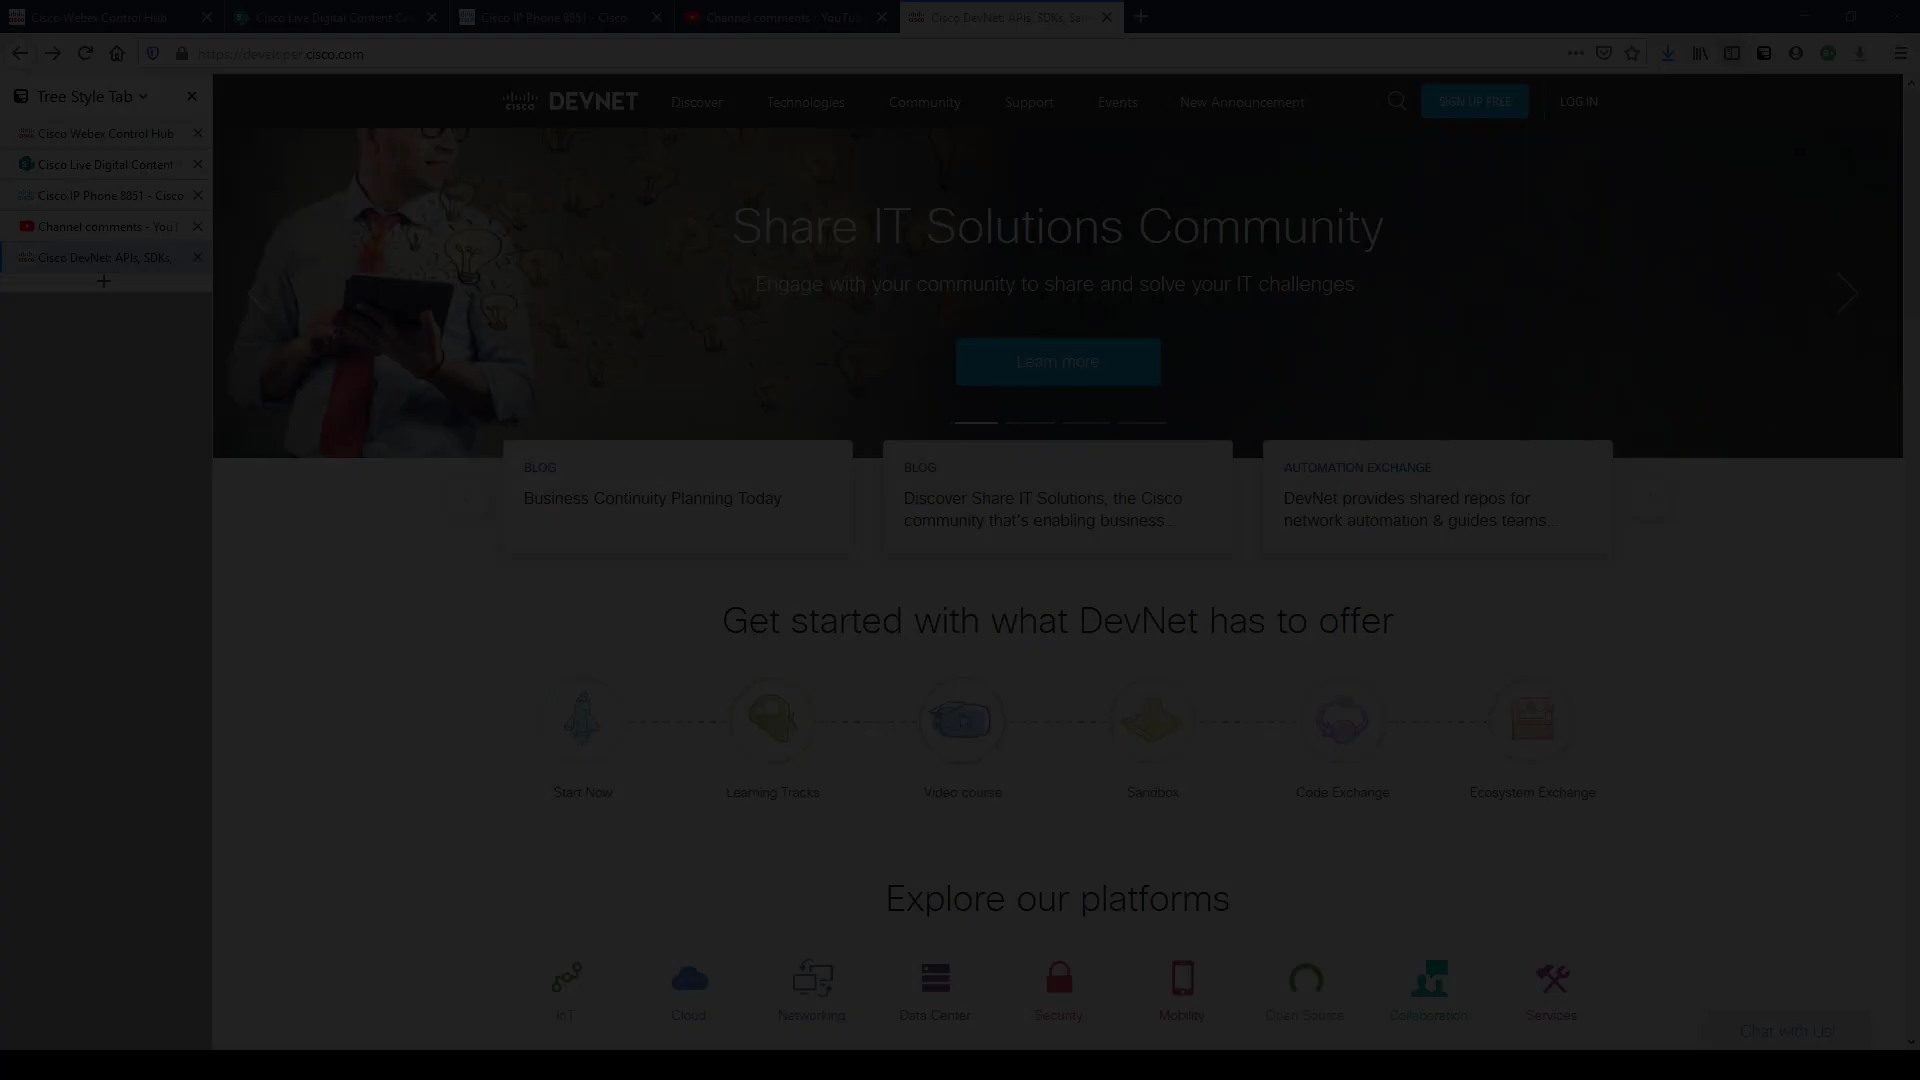 Cisco Webex Control Hub
Cisco Live Digital Content Co
Cisco IP Phone 8851 - Cisco
Channel comments - YouTube
Cisco DevNet: APIs, SDKs, San
https://developer.cisco.com
Tree Style Tab
Cisco Webex Control Hub
Cisco Live Digital Content
Cisco IP Phone 8851 - Cisco
Channel comments - You
Cisco DevNet: APIs, SDKs,
cisco DEVNET
Discover
Technologies
Community
Support
Events
New Announcement
SIGN UP FREE
LOG IN
Share IT Solutions Community
Engage with your community to share and solve your IT challenges
Learn more
BLOG
Business Continuity Planning Today
BLOG
Discover Share IT Solutions, the Cisco
community that's enabling business...
AUTOMATION EXCHANGE
DevNet provides shared repos for
network automation & guides teams...
Get started with what DevNet has to offer
Start Now
Learning Tracks
Video course
Sandbox
Code Exchange
Ecosystem Exchange
Explore our platforms
IoT
Cloud
Networking
Data Center
Security
Mobility
Open Source
Collaboration
Services
Chat with Us!